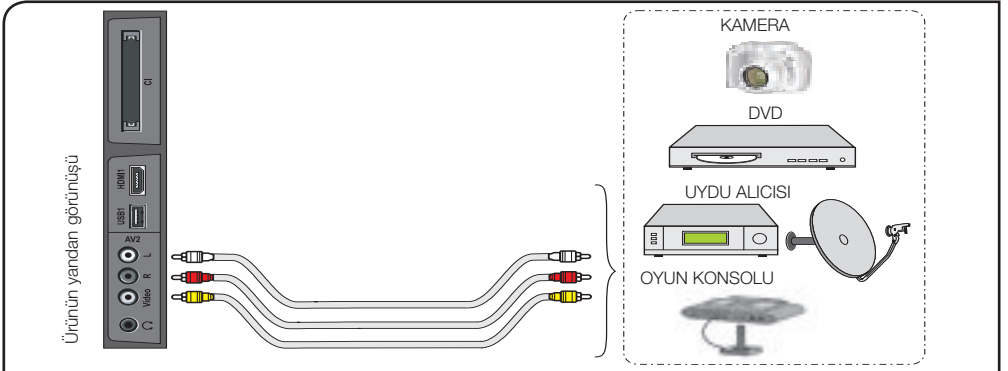 Ürünün yandan görünüşü
CI
HDMI1
USB1
AV2
L
R
Video
KAMERA
DVD
UYDU ALICISI
OYUN KONSOLU